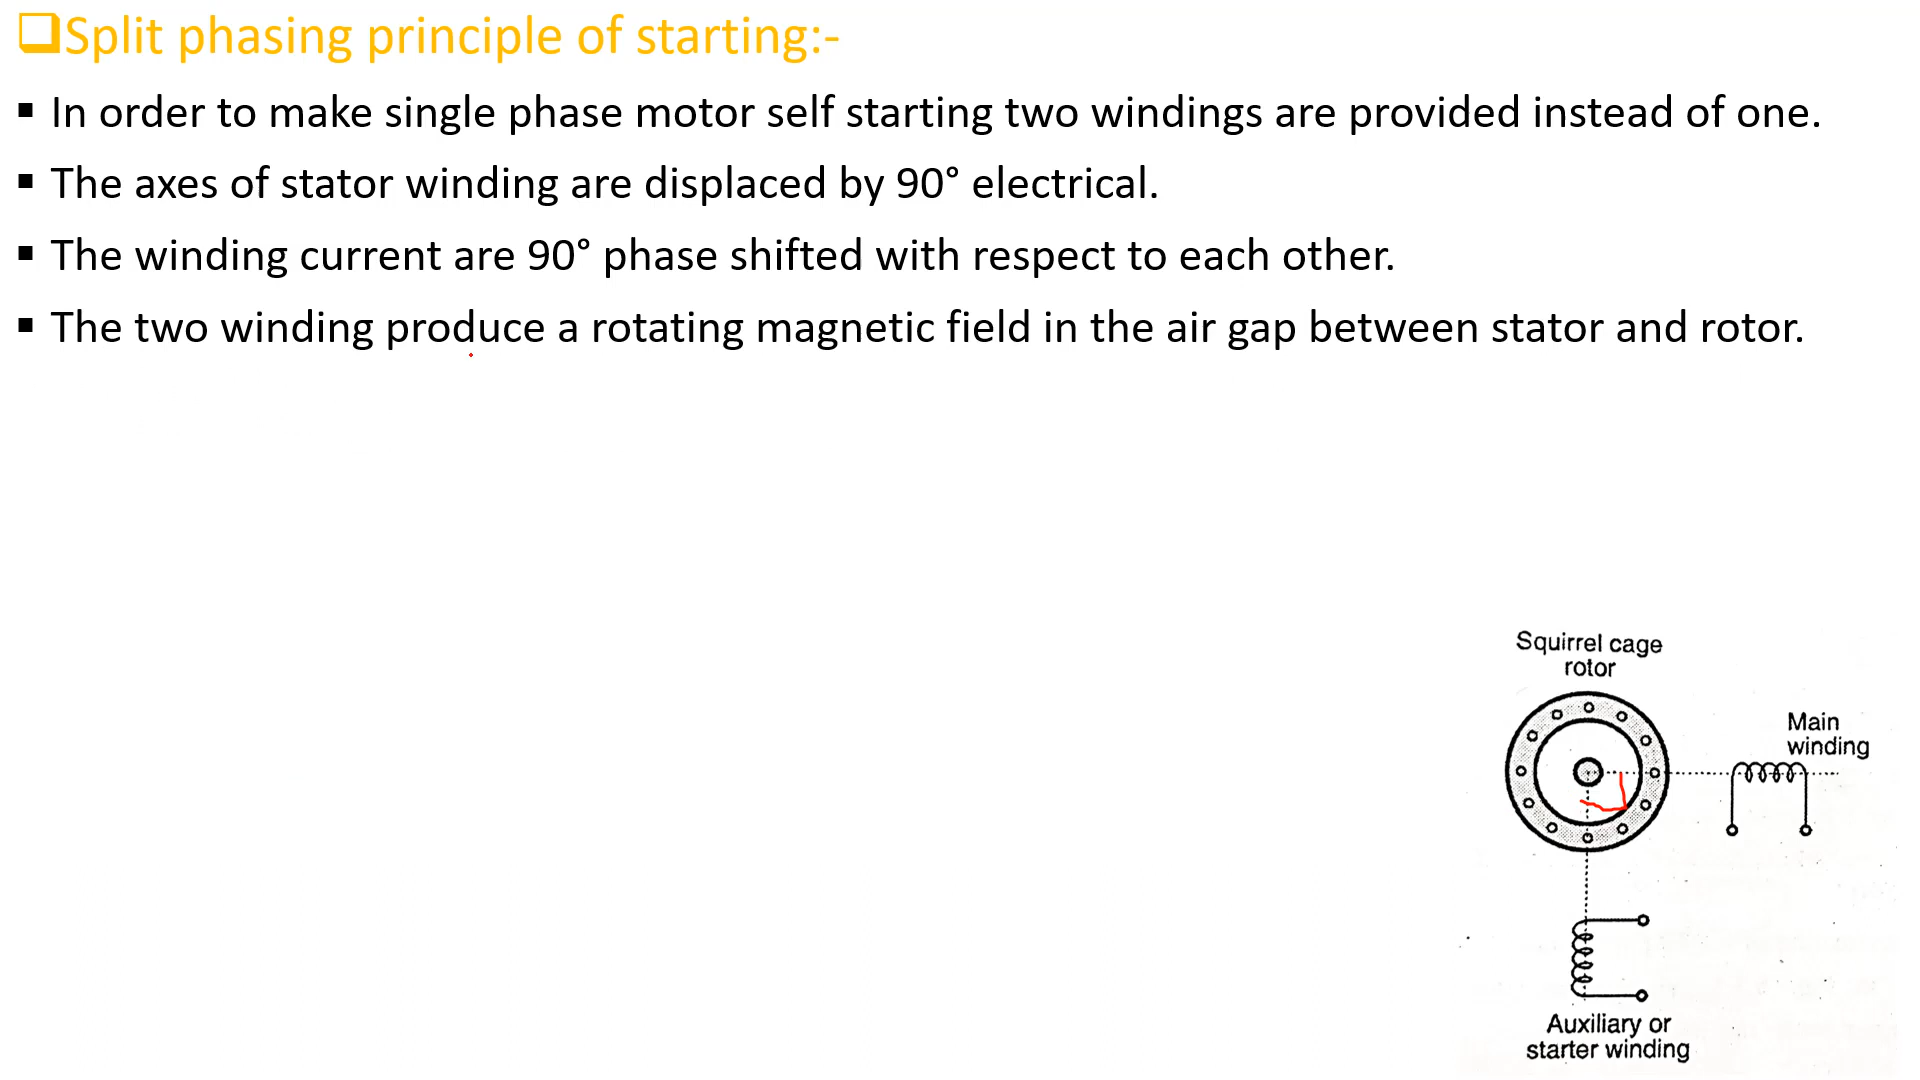 Split phasing principle of starting:-
In order to make single phase motor self starting two windings are provided instead of one.
The axes of stator winding are displaced by 90° electrical.
The winding current are 90° phase shifted with respect to each other.
The two winding produce a rotating magnetic field in the air gap between stator and rotor.
Squirrel cage
rotor
Main
winding
Auxiliary or
starter winding